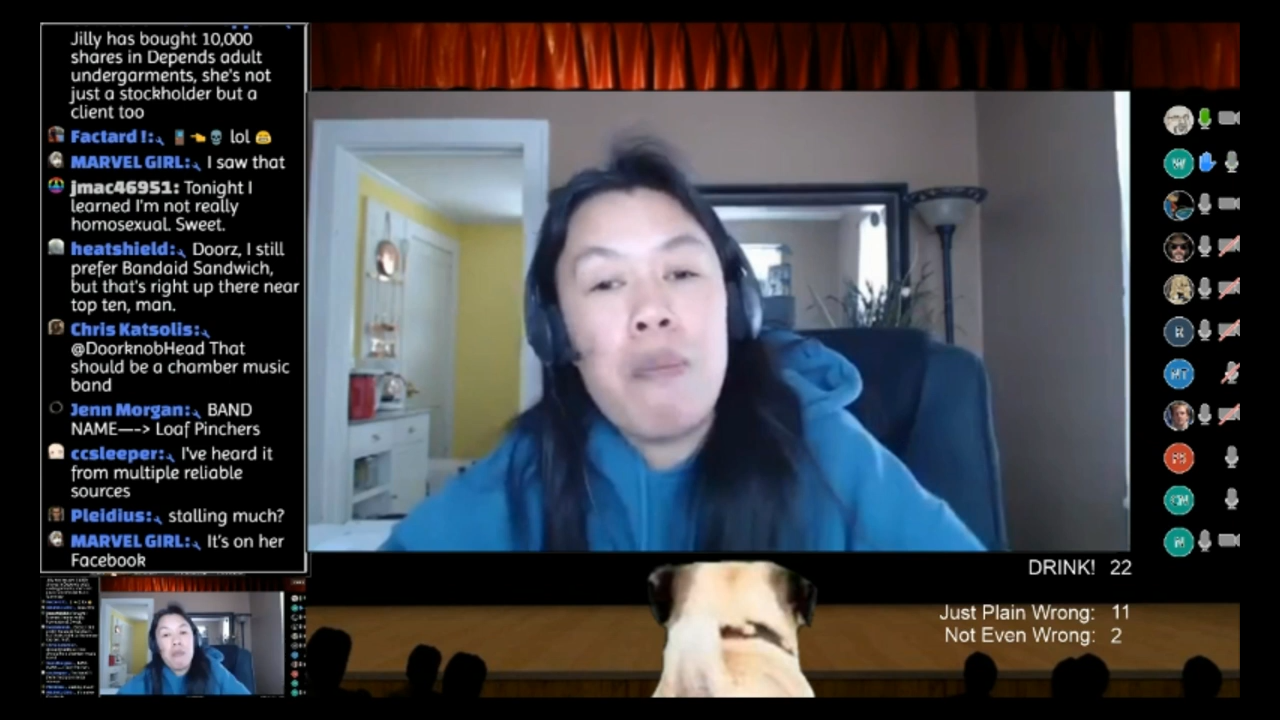 Jilly has bought 10,000
shares in Depends adult
undergarments, she's not
just a stockholder but a
client too
Factard !: 📱👈💀 lol 😄
MARVEL GIRL: I saw that
jmac46951: Tonight I
learned I'm not really
homosexual. Sweet.
heatshield: Doorz, I still
prefer Bandaid Sandwich,
but that's right up there near
top ten, man.
Chris Katsolis:
@DoorknobHead That
should be a chamber music
band
Jenn Morgan: BAND
NAME—-> Loaf Pinchers
ccsleeper: I've heard it
from multiple reliable
sources
Pleidius: stalling much?
MARVEL GIRL: It's on her
Facebook
DRINK! 22
Just Plain Wrong: 11
Not Even Wrong: 2